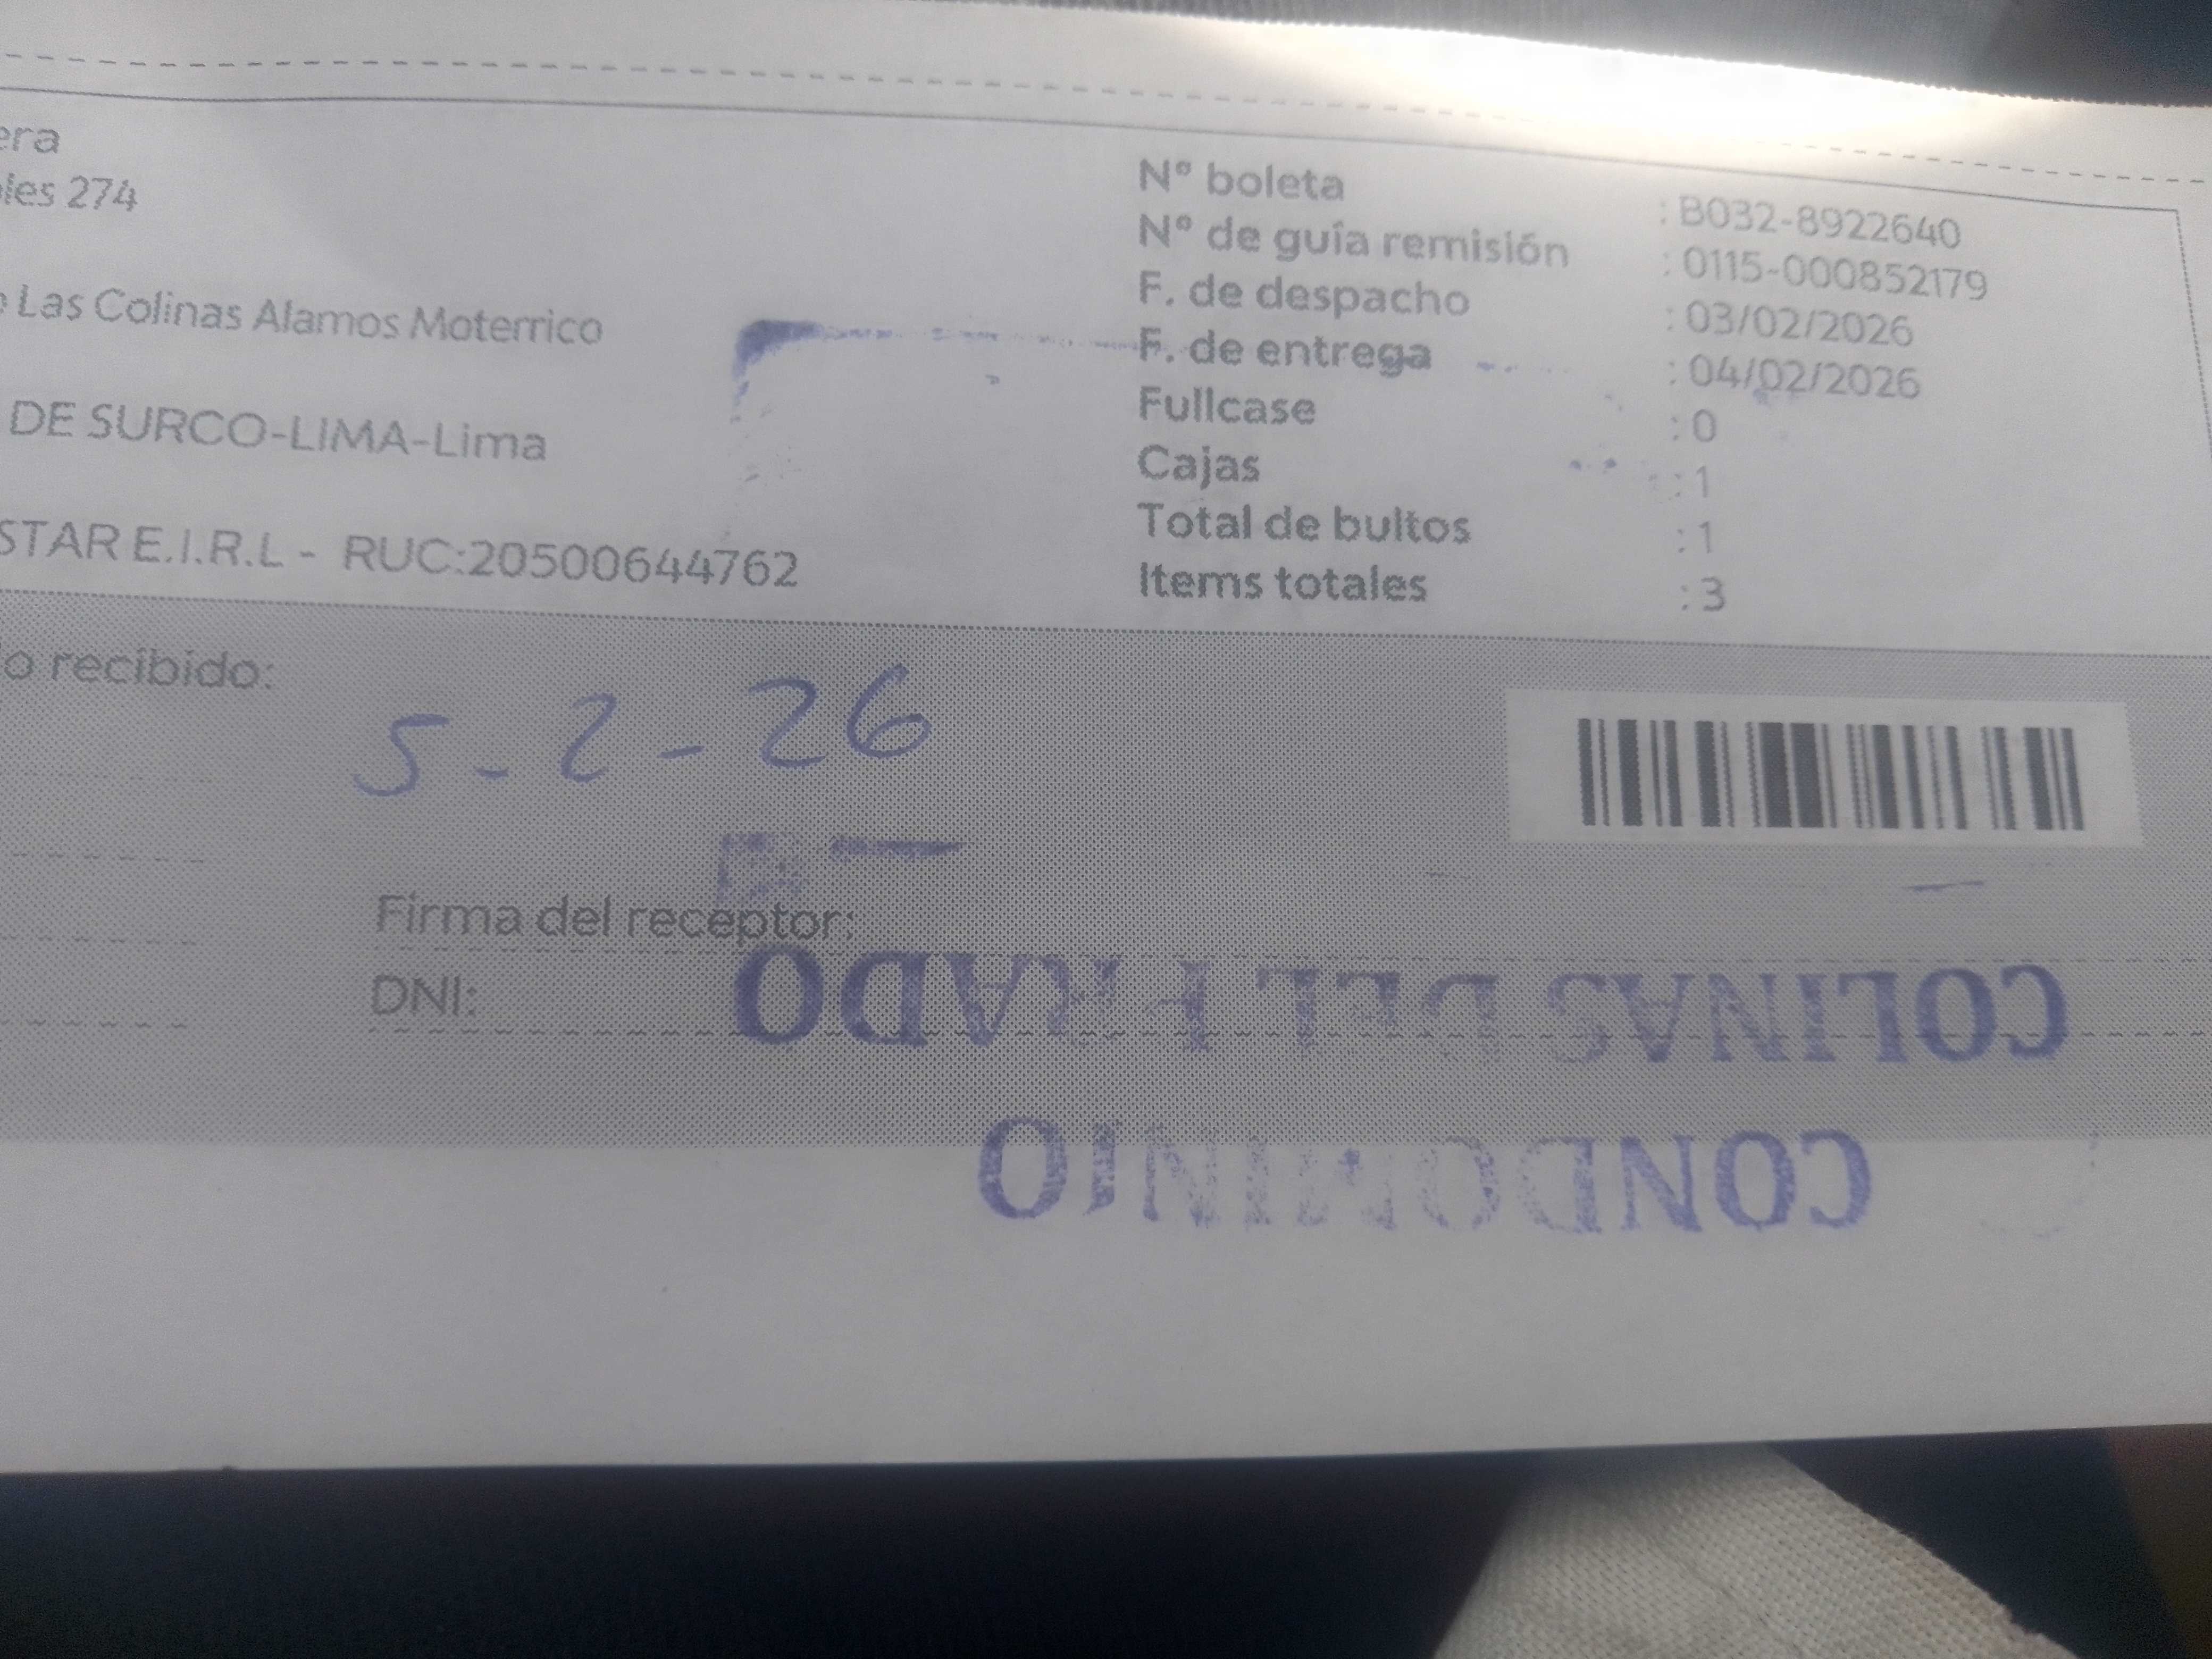 era
les 274
Las Colinas Alamos Moterrico
DE SURCO-LIMA-Lima
STAR E.I.R.L - RUC:20500644762
N° boleta : B032-8922640
N° de guía remisión : 0115-000852179
F. de despacho : 03/02/2026
F. de entrega : 04/02/2026
Fullcase : 0
Cajas : 1
Total de bultos : 1
Items totales : 3
o recibido:
5-2-26
Firma del receptor:
DNI:
CONDOMINIO
COLINAS DEL PRADO